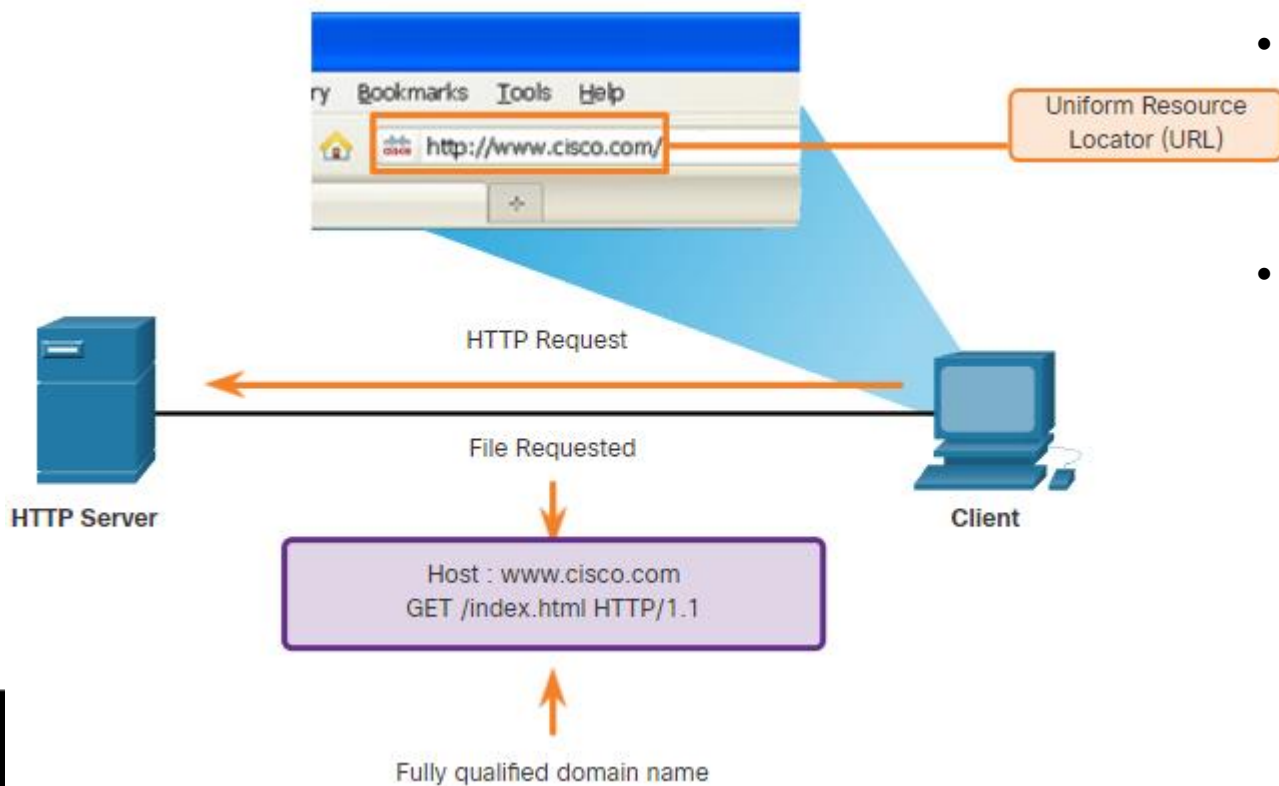 ry Bookmarks Tools Help
http://www.cisco.com/
Uniform Resource
Locator (URL)
HTTP Request
File Requested
HTTP Server
Client
Host : www.cisco.com
GET /index.html HTTP/1.1
Fully qualified domain name